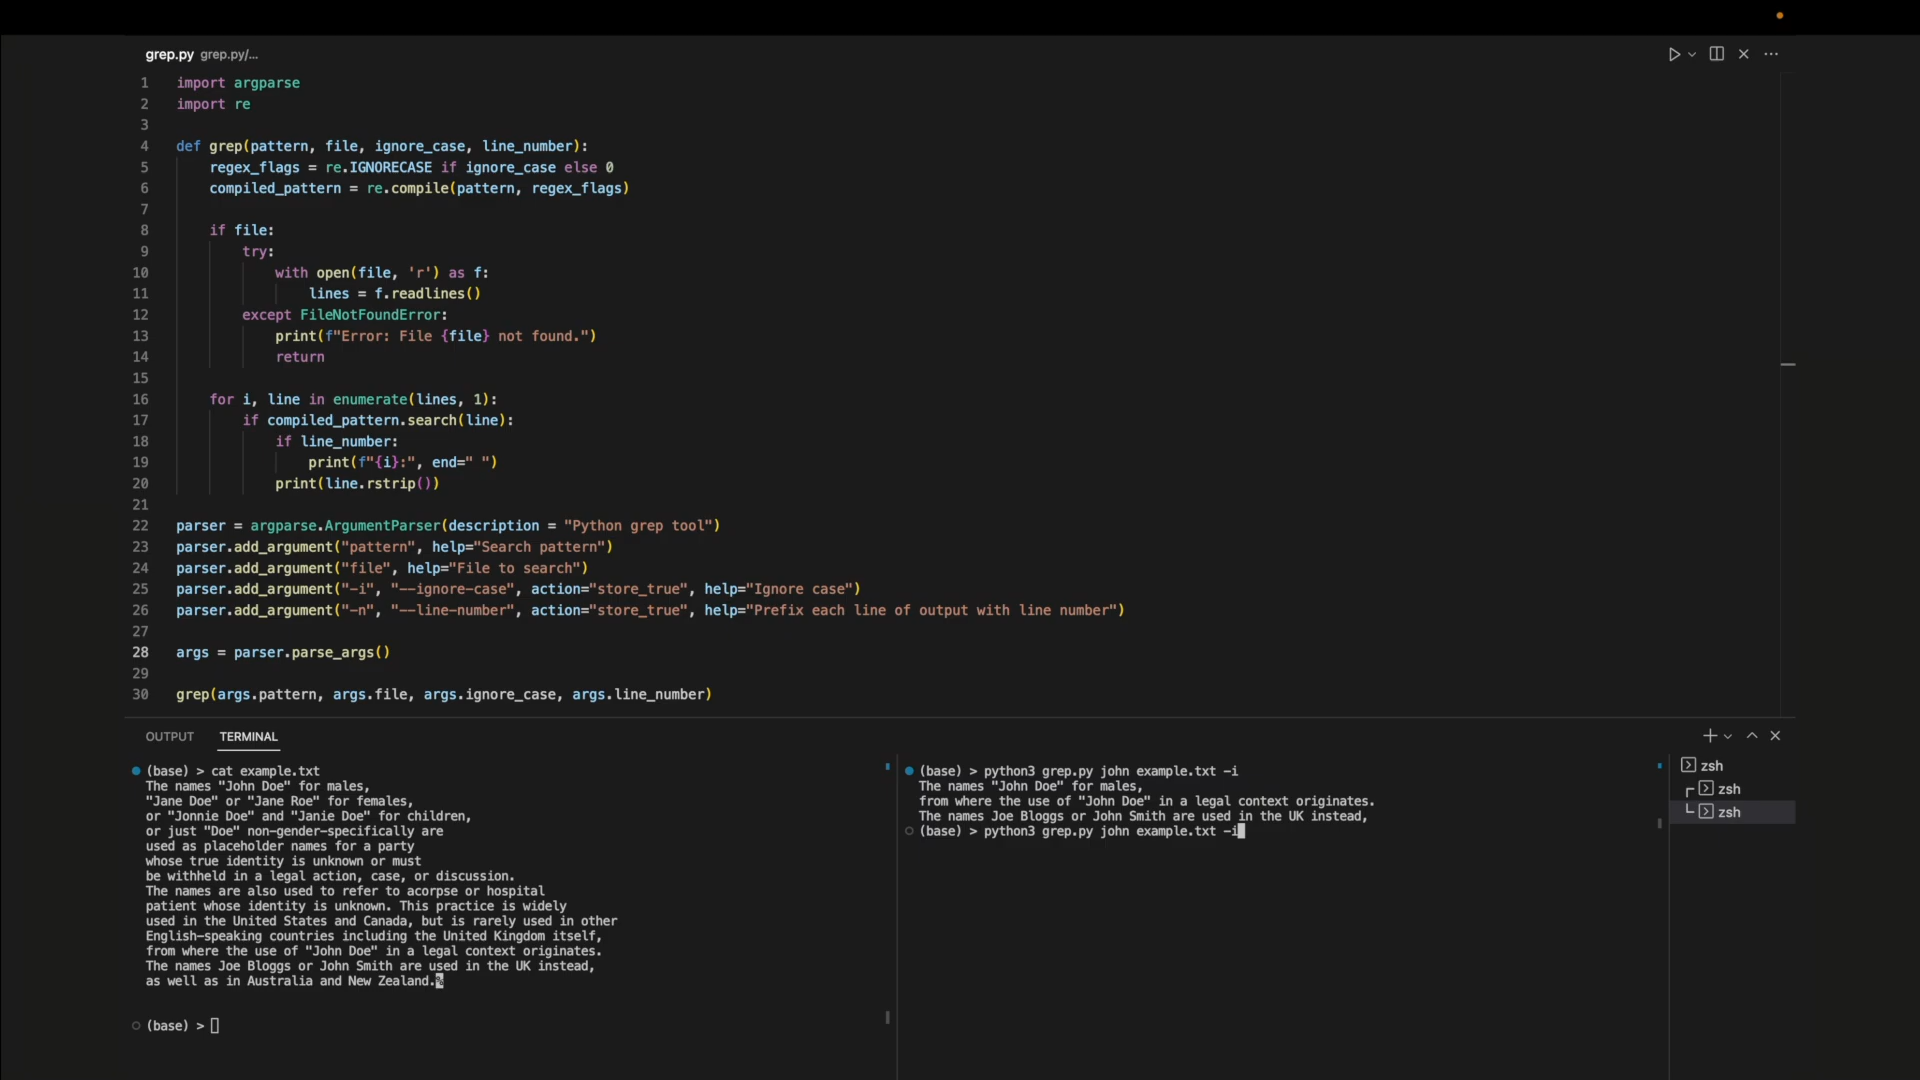 grep.py grep.py/...
1 import argparse
2 import re
3
4 def grep(pattern, file, ignore_case, line_number):
5     regex_flags = re.IGNORECASE if ignore_case else 0
6     compiled_pattern = re.compile(pattern, regex_flags)
7
8     if file:
9         try:
10             with open(file, 'r') as f:
11                 lines = f.readlines()
12         except FileNotFoundError:
13             print(f"Error: File {file} not found.")
14             return
15
16     for i, line in enumerate(lines, 1):
17         if compiled_pattern.search(line):
18             if line_number:
19                 print(f"{i}:", end=" ")
20             print(line.rstrip())
21
22 parser = argparse.ArgumentParser(description = "Python grep tool")
23 parser.add_argument("pattern", help="Search pattern")
24 parser.add_argument("file", help="File to search")
25 parser.add_argument("-i", "--ignore-case", action="store_true", help="Ignore case")
26 parser.add_argument("-n", "--line-number", action="store_true", help="Prefix each line of output with line number")
27
28 args = parser.parse_args()
29
30 grep(args.pattern, args.file, args.ignore_case, args.line_number)
OUTPUT TERMINAL
(base) > cat example.txt
The names "John Doe" for males,
"Jane Doe" or "Jane Roe" for females,
or "Jonnie Doe" and "Janie Doe" for children,
or just "Doe" non-gender-specifically are
used as placeholder names for a party
whose true identity is unknown or must
be withheld in a legal action, case, or discussion.
The names are also used to refer to acorpse or hospital
patient whose identity is unknown. This practice is widely
used in the United States and Canada, but is rarely used in other
English-speaking countries including the United Kingdom itself,
from where the use of "John Doe" in a legal context originates.
The names Joe Bloggs or John Smith are used in the UK instead,
as well as in Australia and New Zealand.%
(base) >
(base) > python3 grep.py john example.txt -i
The names "John Doe" for males,
from where the use of "John Doe" in a legal context originates.
The names Joe Bloggs or John Smith are used in the UK instead,
(base) > python3 grep.py john example.txt -i
zsh
zsh
zsh